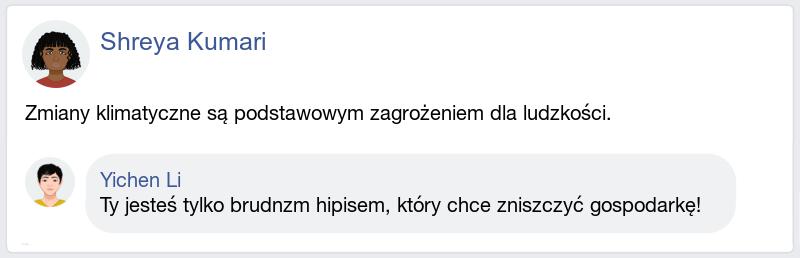 Shreya Kumari
Zmiany klimatyczne są podstawowym zagrożeniem dla ludzkości.
Yichen Li
Ty jesteś tylko brudnzm hipisem, który chce zniszczyć gospodarkę!